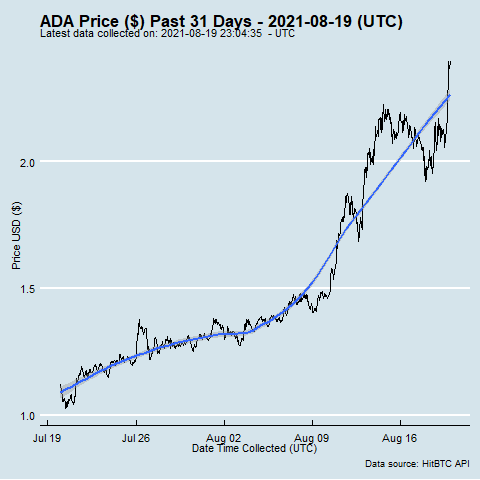 ADA Price ($) Past 31 Days - 2021-08-19 (UTC)
Latest data collected on: 2021-08-19 23:04:35 - UTC
Price USD ($)
2.0
1.5
1.0
Jul 19 Jul 26 Aug 02 Aug 09 Aug 16
Date Time Collected (UTC)
Data source: HitBTC API